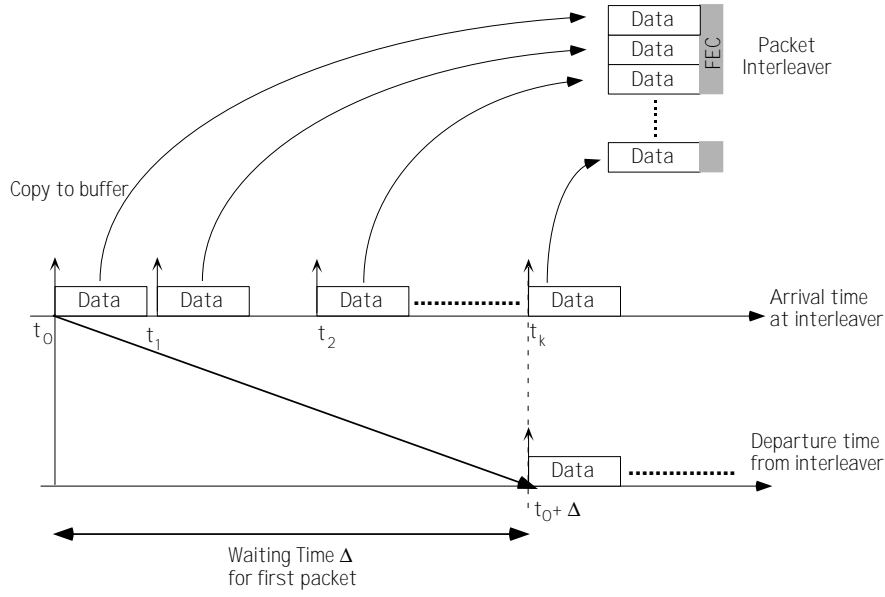 Data
Data
Data
FEC
Packet
Interleaver
Data
Copy to buffer
Data
Data
Data
Data
Arrival time
at interleaver
t0
t1
t2
tk
Data
Departure time
from interleaver
t0+ Δ
Waiting Time Δ
for first packet